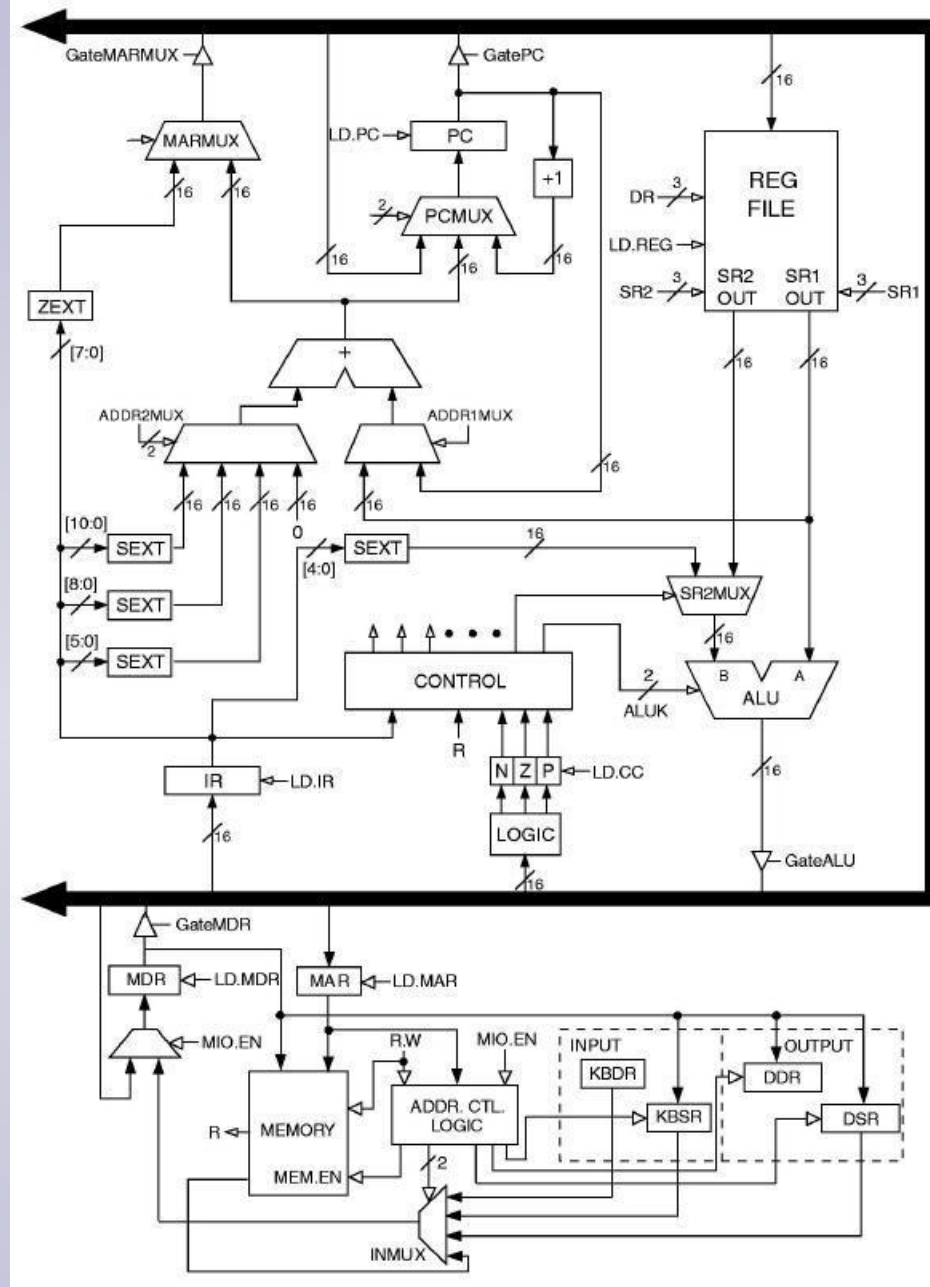 GateMARMUX
GatePC
16
MARMUX
LD.PC
PC
+1
REG
FILE
16
16
2
PCMUX
DR
3
LD.REG
16
16
16
SR2
3
SR2
OUT
SR1
OUT
3
SR1
ZEXT
[7:0]
+
16
16
ADDR2MUX
2
ADDR1MUX
16
16
16
16
16
16
0
[10:0]
SEXT
[4:0]
SEXT
16
[8:0]
SEXT
SR2MUX
16
[5:0]
SEXT
CONTROL
2
ALUK
B
A
ALU
R
IR
LD.IR
N
Z
P
LD.CC
16
16
LOGIC
16
GateALU
GateMDR
MDR
LD.MDR
MAR
LD.MAR
MIO.EN
R.W
MIO.EN
INPUT
OUTPUT
KBDR
DDR
ADDR. CTL.
LOGIC
KBSR
DSR
R
MEMORY
MEM.EN
2
INMUX